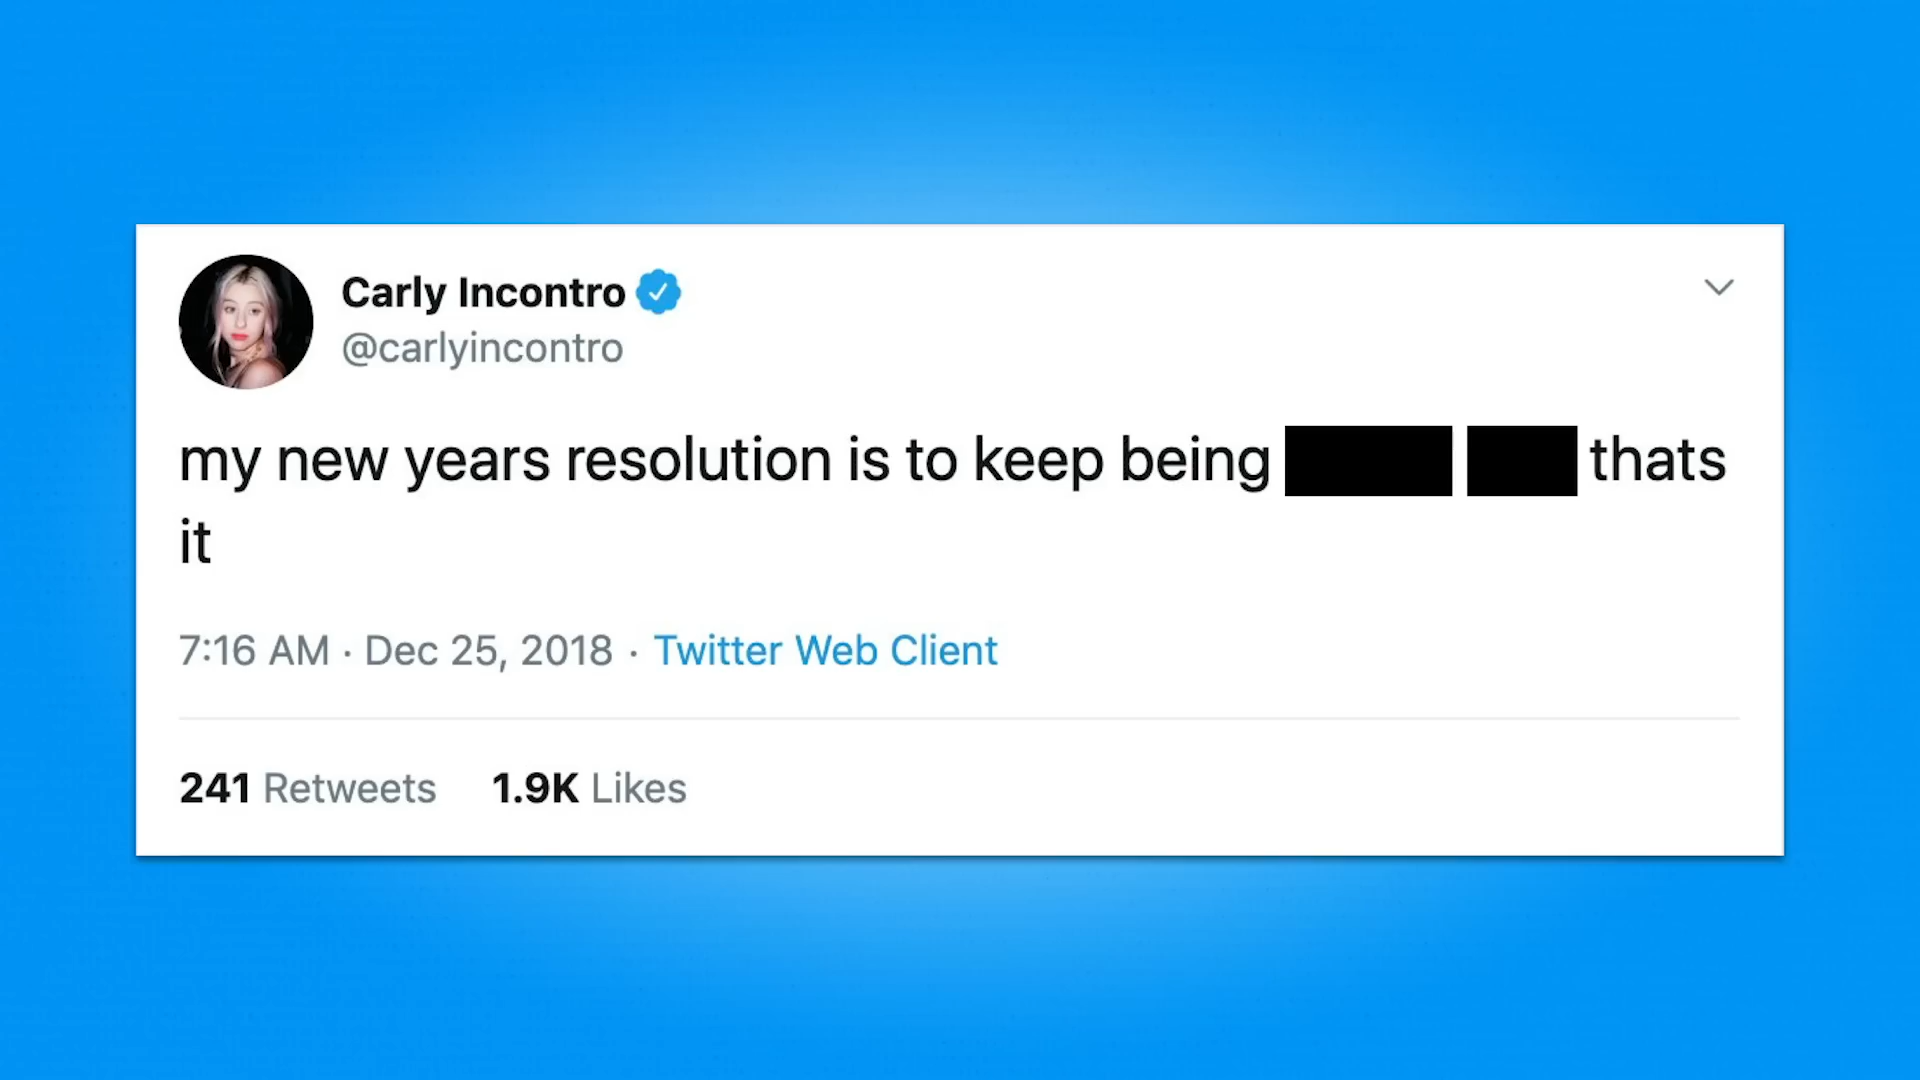 Carly Incontro
@carlyincontro
my new years resolution is to keep being thats
it
7:16 AM · Dec 25, 2018 · Twitter Web Client
241 Retweets 1.9K Likes